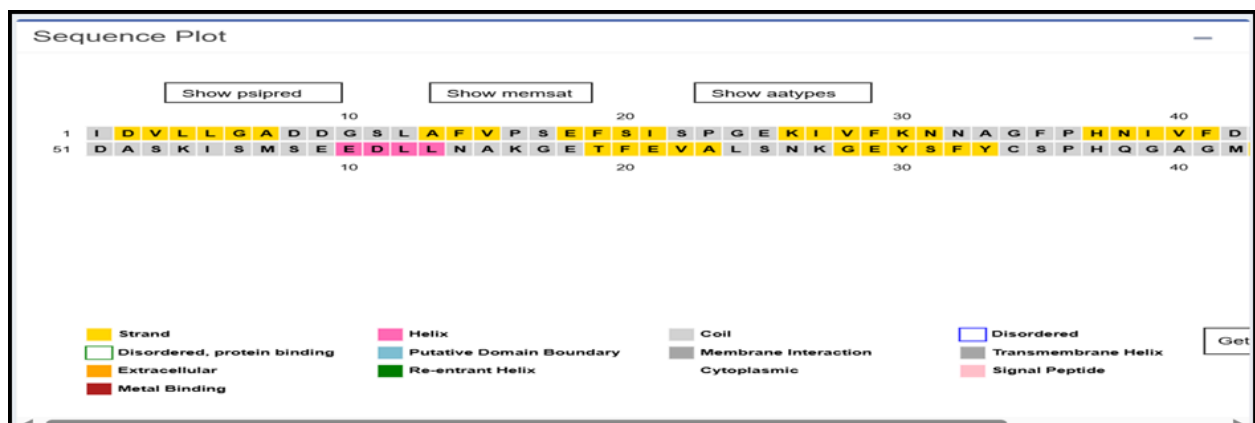 Sequence Plot
Show psipred Show memsat Show aatypes
10 20 30 40
1 I D V L L G A D D G S L A F V P S E F S I S P G E K I V F K N N A G F P H N I V F D
51 D A S K I S M S E E D L L N A K G E T F E V A L S N K G E Y S F Y C S P H Q G A G M
10 20 30 40
Strand Helix Coil Disordered
Disordered, protein binding Putative Domain Boundary Membrane Interaction Transmembrane Helix Get
Extracellular Re-entrant Helix Cytoplasmic Signal Peptide
Metal Binding